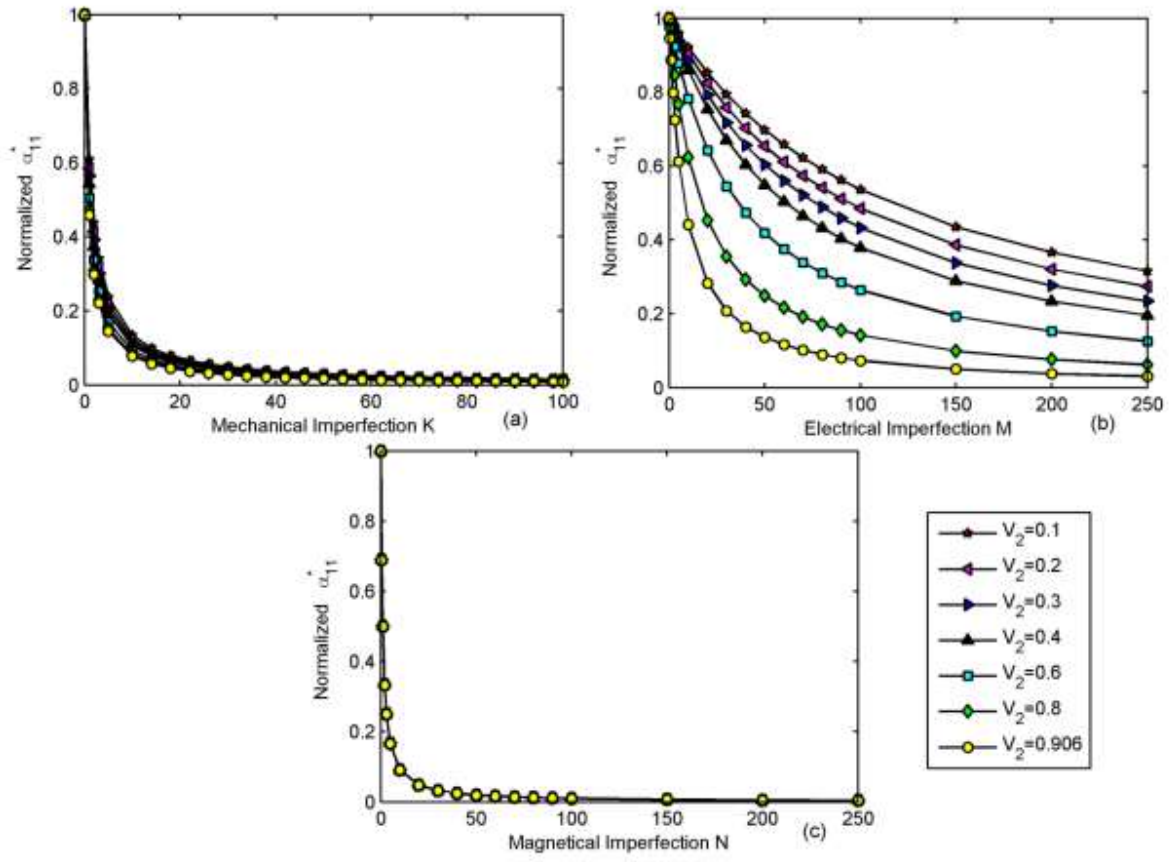 1
0.8
0.6
0.4
0.2
0
Normalized α*11
0 20 40 60 80 100
Mechanical Imperfection K
(a)
1
0.8
0.6
0.4
0.2
0
Normalized α*11
0 50 100 150 200 250
Electrical Imperfection M
(b)
1
0.8
0.6
0.4
0.2
0
Normalized α*11
50 100 150 200 250
Magnetical Imperfection N
(c)
V2=0.1
V2=0.2
V2=0.3
V2=0.4
V2=0.6
V2=0.8
V2=0.906